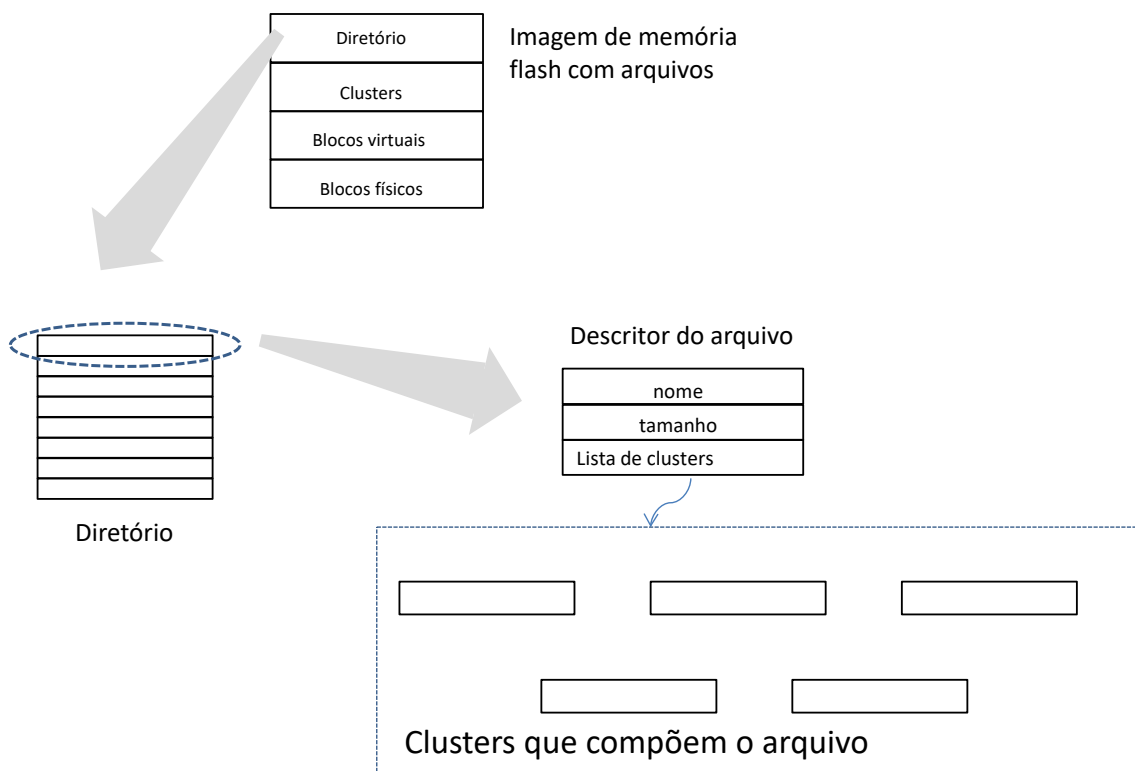 Diretório
Clusters
Blocos virtuais
Blocos físicos
Imagem de memória
flash com arquivos
Descritor do arquivo
nome
tamanho
Lista de clusters
Diretório
Clusters que compõem o arquivo